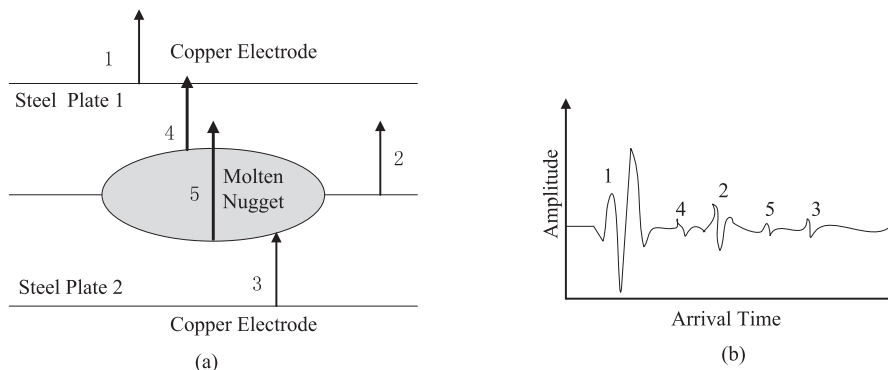 1
Copper Electrode
Steel Plate 1
4
2
5
Molten
Nugget
3
Steel Plate 2
Copper Electrode
(a)
Amplitude
1
4
2
5
3
Arrival Time
(b)